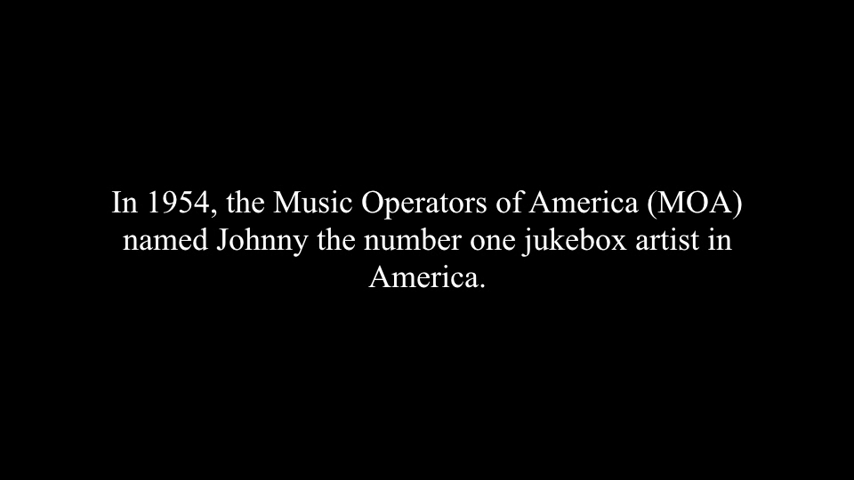 In 1954, the Music Operators of America (MOA)
named Johnny the number one jukebox artist in
America.